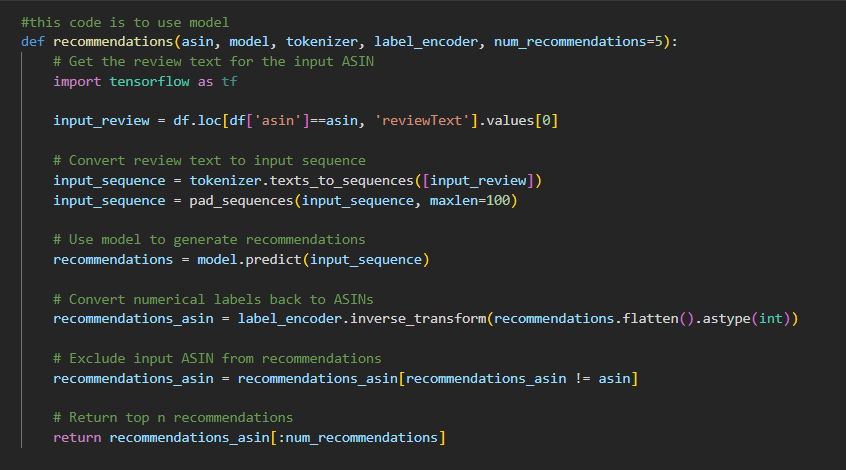 #this code is to use model
def recommendations(asin, model, tokenizer, label_encoder, num_recommendations=5):
# Get the review text for the input ASIN
import tensorflow as tf
input_review = df.loc[df['asin']==asin, 'reviewText'].values[0]
# Convert review text to input sequence
input_sequence = tokenizer.texts_to_sequences([input_review])
input_sequence = pad_sequences(input_sequence, maxlen=100)
# Use model to generate recommendations
recommendations = model.predict(input_sequence)
# Convert numerical labels back to ASINs
recommendations_asin = label_encoder.inverse_transform(recommendations.flatten().astype(int))
# Exclude input ASIN from recommendations
recommendations_asin = recommendations_asin[recommendations_asin != asin]
# Return top n recommendations
return recommendations_asin[:num_recommendations]